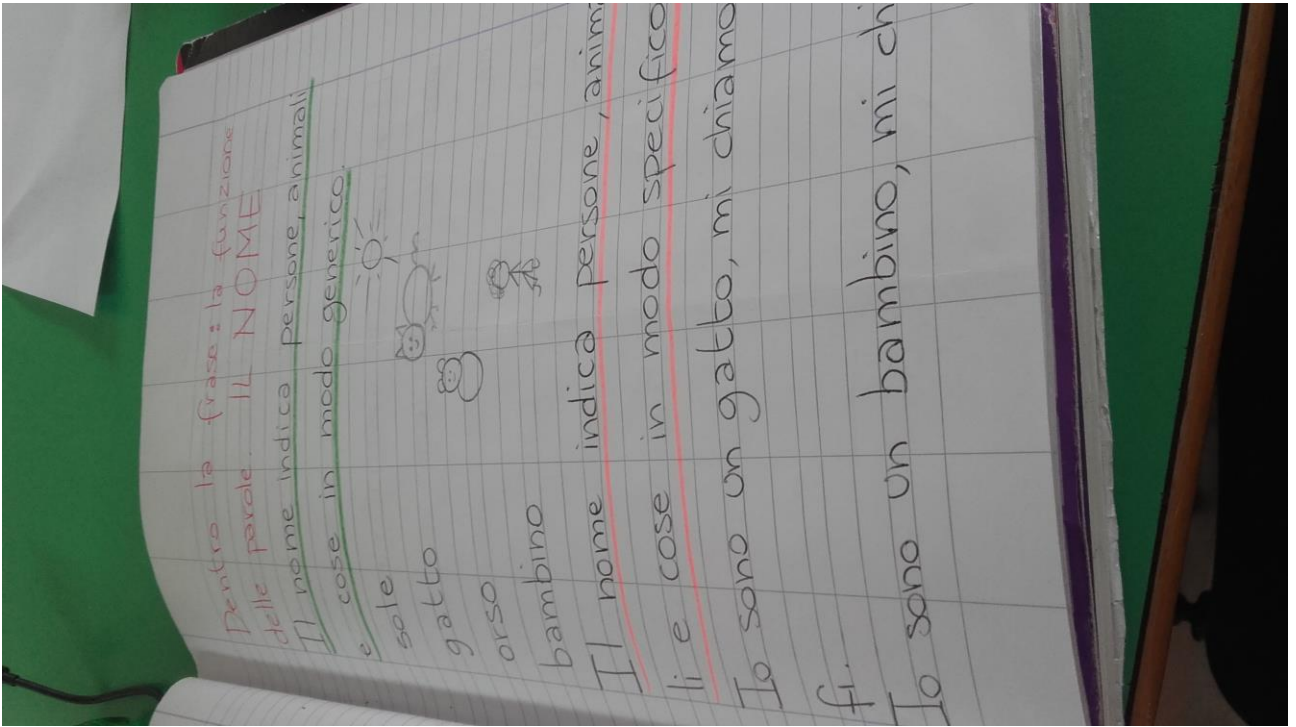 Dentro la frase: la funzione
delle parole. IL NOME
Il nome indica persone, animali
e cose in modo generico.
sole
gatto
orso
bambino
Il nome indica persone, anim
li e cose in modo specifico
Io sono un gatto, mi chiamo
fi.
Io sono un bambino, mi ch